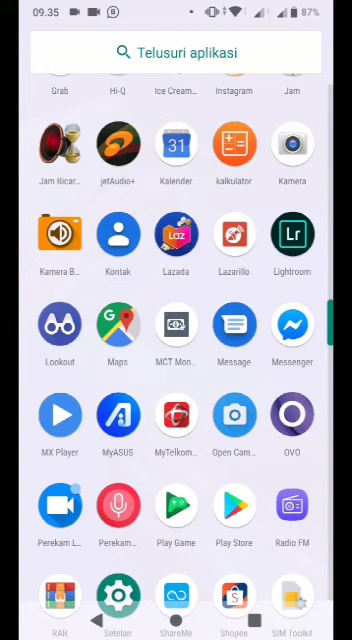 09.35
87%
Telusuri aplikasi
Grab Hi-Q Ice Cream... Instagram Jam
31
Jam Bicar... jetAudio+ Kalender kalkulator Kamera
Laz
Lr
Kamera B... Kontak Lazada Lazarillo Lightroom
G
Lookout Maps MCT Mon... Message Messenger
MX Player MyASUS MyTelkom... Open Cam... OVO
Perekam L... Perekam... Play Game Play Store Radio FM
RAR Setelan ShareMe Shopee SIM Toolkit